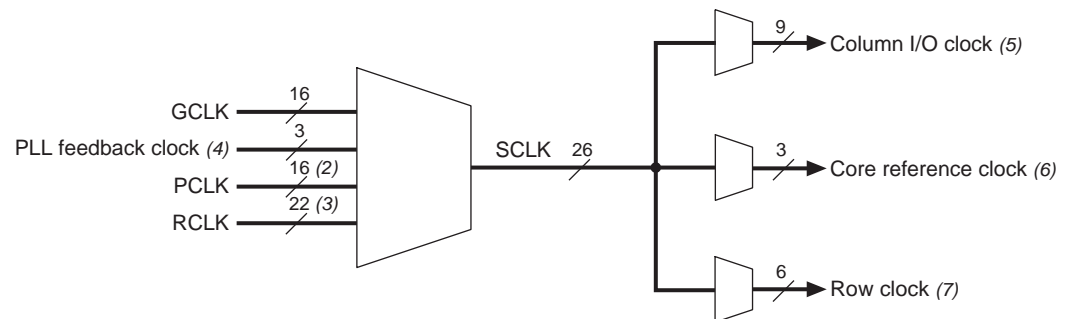 9
Column I/O clock (5)
GCLK 16
PLL feedback clock (4) 3
PCLK 16 (2)
RCLK 22 (3)
SCLK 26
3
Core reference clock (6)
6
Row clock (7)